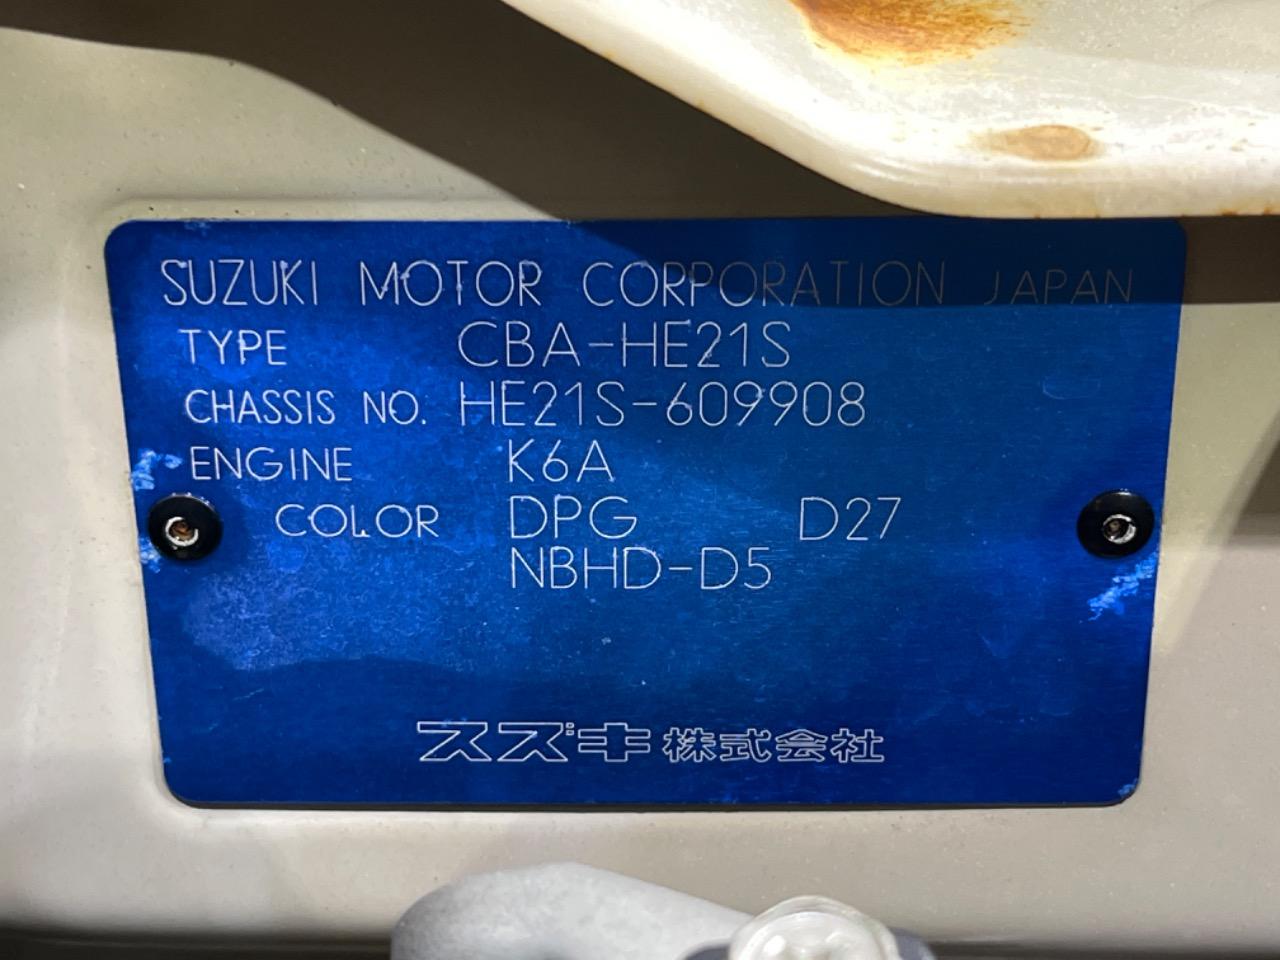 SUZUKI MOTOR CORPORATION JAPAN
TYPE CBA-HE21S
CHASSIS NO. HE21S-609908
ENGINE K6A
COLOR DPG D27
NBHD-D5
スズキ株式会社